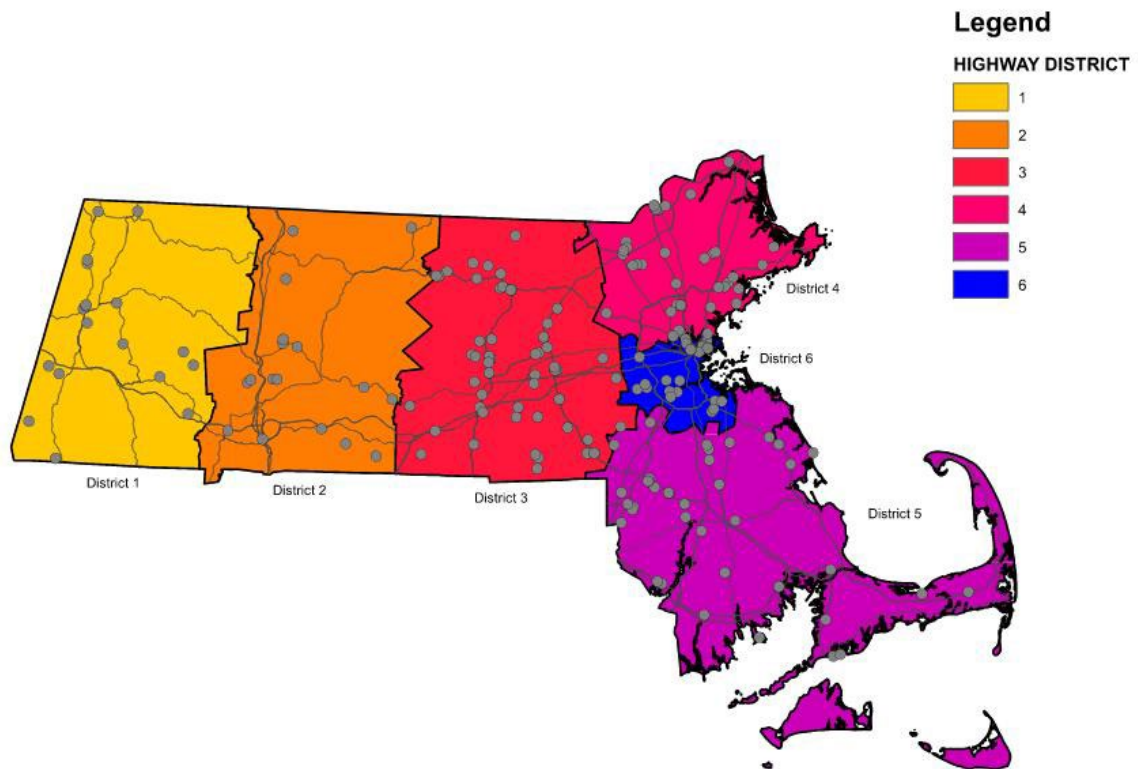 Legend
HIGHWAY DISTRICT
1
2
3
4
5
6
District 4
District 6
District 1
District 2
District 3
District 5